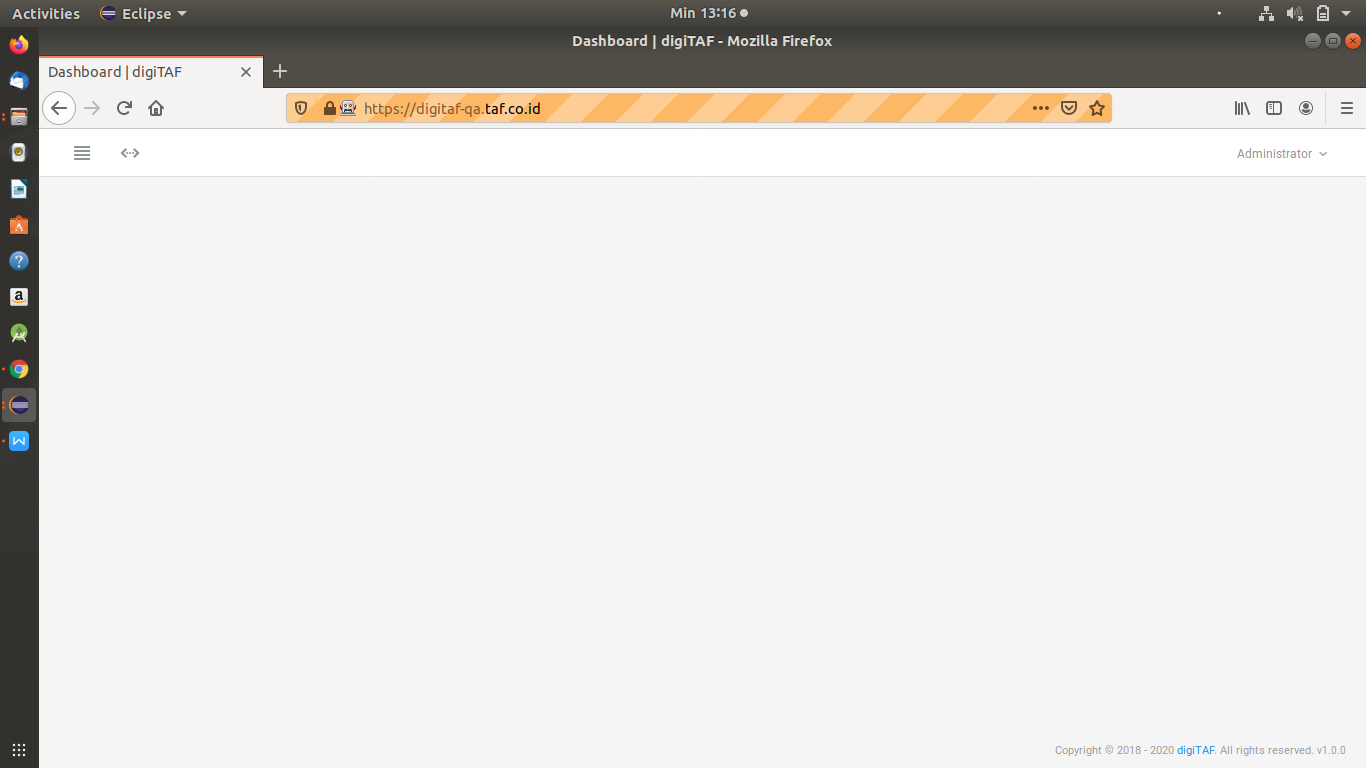 Activities Eclipse Min 13:16
Dashboard | digiTAF - Mozilla Firefox
Dashboard | digiTAF
https://digitaf-qa.taf.co.id
Administrator
Copyright © 2018 - 2020 digiTAF. All rights reserved. v1.0.0